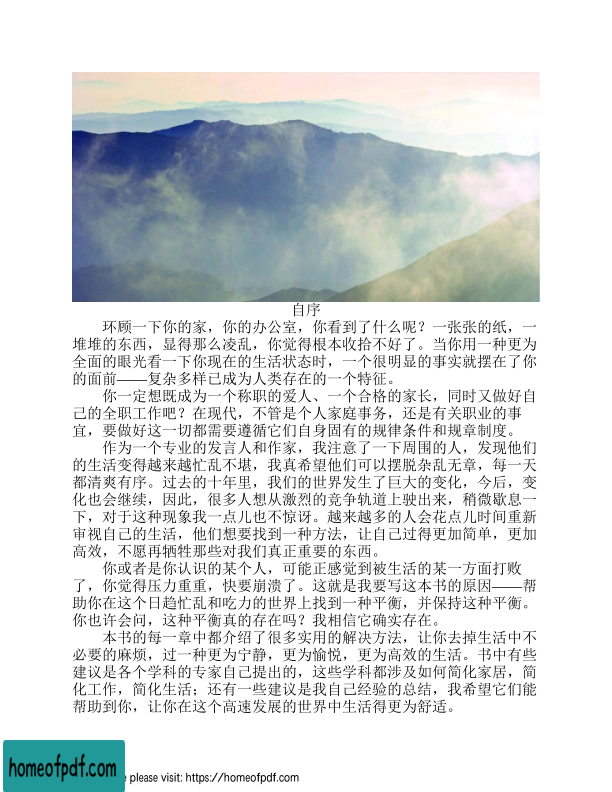 自序
环顾一下你的家，你的办公室，你看到了什么呢？一张张的纸，一
堆堆的东西，显得那么凌乱，你觉得根本收拾不好了。当你用一种更为
全面的眼光看一下你现在的生活状态时，一个很明显的事实就摆在了你
的面前——复杂多样已成为人类存在的一个特征。
你一定想既成为一个称职的爱人、一个合格的家长，同时又做好自
己的全职工作吧？在现代，不管是个人家庭事务，还是有关职业的事
宜，要做好这一切都需要遵循它们自身固有的规律条件和规章制度。
作为一个专业的发言人和作家，我注意了一下周围的人，发现他们
的生活变得越来越忙乱不堪，我真希望他们可以摆脱杂乱无章，每一天
都清爽有序。过去的十年里，我们的世界发生了巨大的变化，今后，变
化也会继续，因此，很多人想从激烈的竞争轨道上驶出来，稍微歇息一
下，对于这种现象我一点儿也不惊讶。越来越多的人会花点儿时间重新
审视自己的生活，他们想要找到一种方法，让自己过得更加简单，更加
高效，不愿再牺牲那些对我们真正重要的东西。
你或者是你认识的某个人，可能正感觉到被生活的某一方面打败
了，你觉得压力重重，快要崩溃了。这就是我要写这本书的原因——帮
助你在这个日趋忙乱和吃力的世界上找到一种平衡，并保持这种平衡。
你也许会问，这种平衡真的存在吗？我相信它确实存在。
本书的每一章中都介绍了很多实用的解决方法，让你去掉生活中不
必要的麻烦，过一种更为宁静，更为愉悦，更为高效的生活。书中有些
建议是各个学科的专家自己提出的，这些学科都涉及如何简化家居，简
化工作，简化生活；还有一些建议是我自己经验的总结，我希望它们能
帮助到你，让你在这个高速发展的世界中生活得更为舒适。
homeofpdf.com
please visit: https://homeofpdf.com